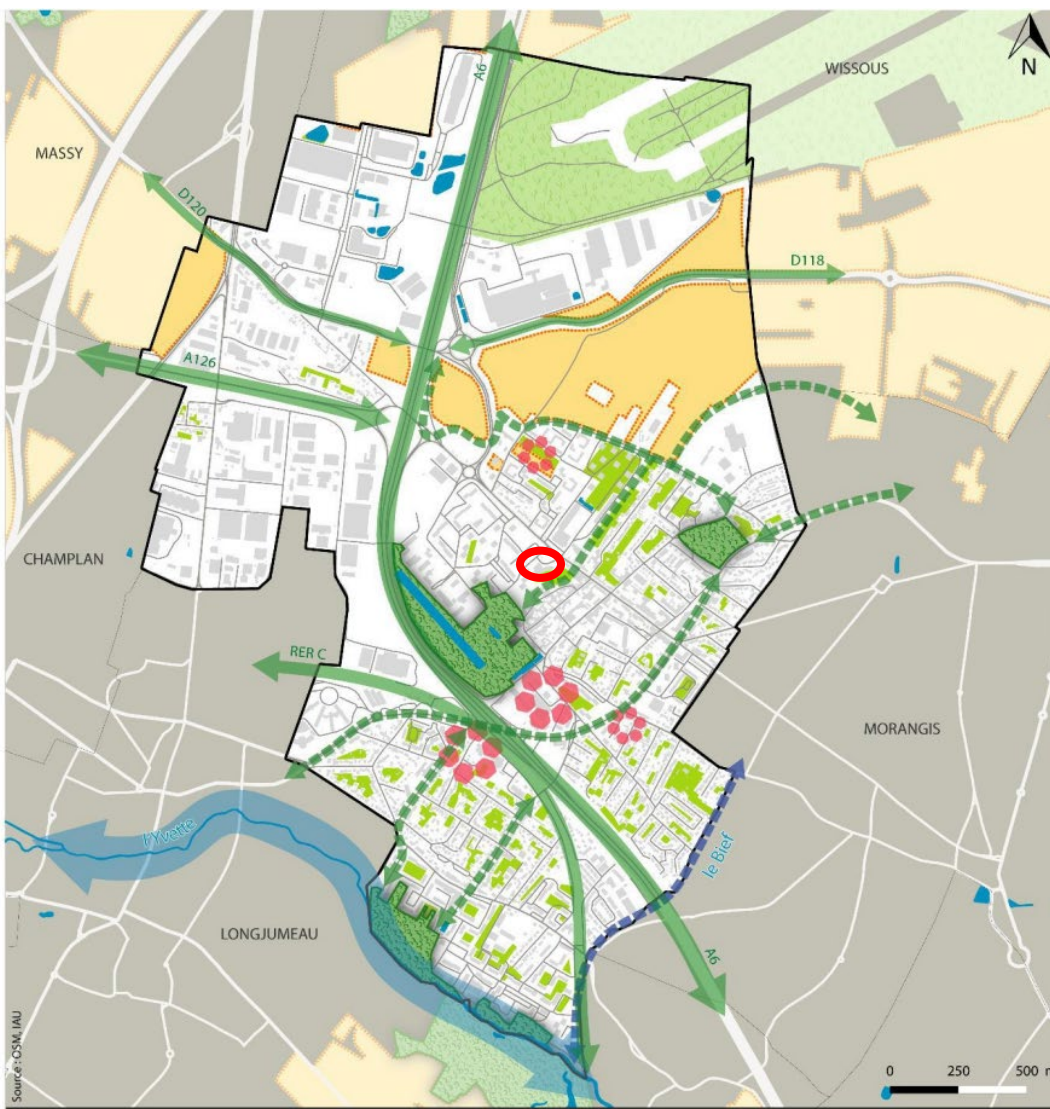 WISSOUS
N
A6
MASSY
D120
D118
A126
CHAMPLAN
RER C
MORANGIS
l'Yvette
le Bief
LONGJUMEAU
A6
Source : OSM, IAU
0 250 500 m